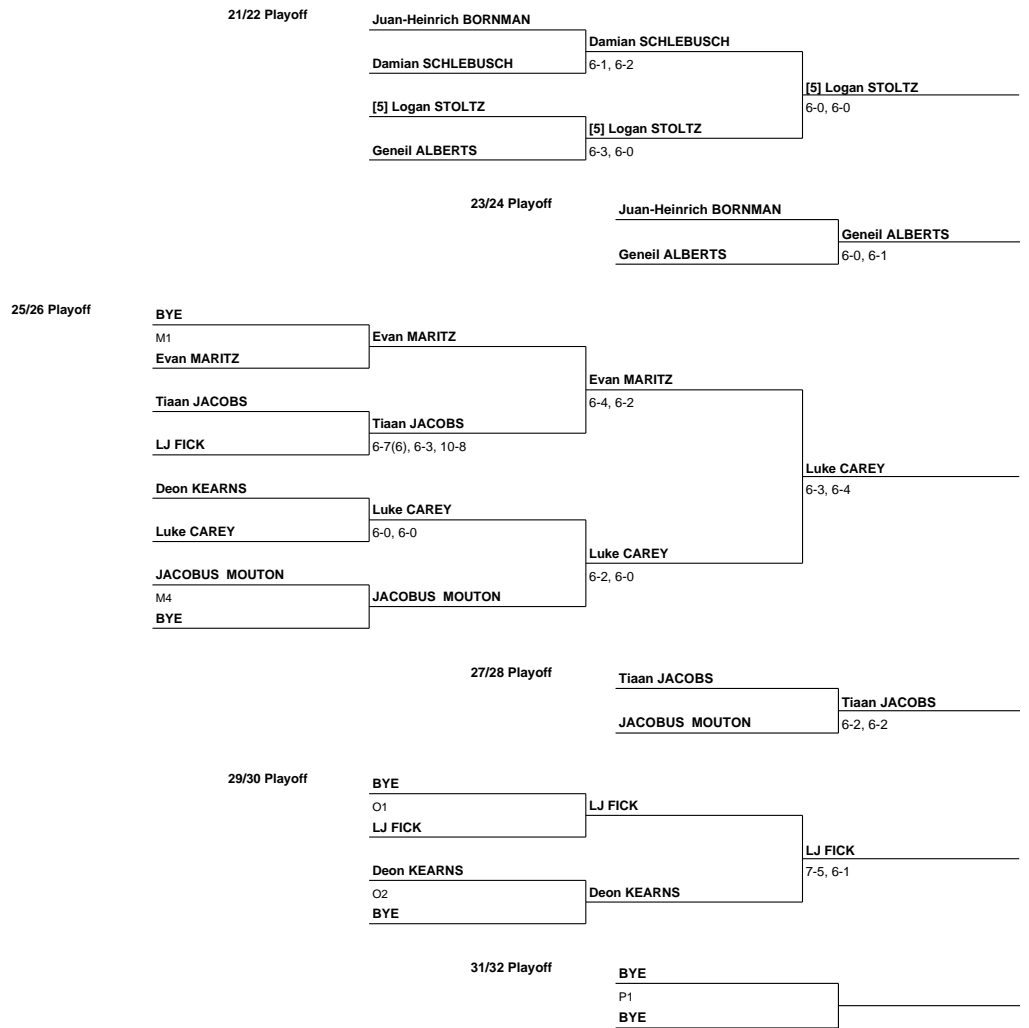 21/22 Playoff
Juan-Heinrich BORNMAN
Damian SCHLEBUSCH
Damian SCHLEBUSCH
6-1, 6-2
[5] Logan STOLTZ
6-0, 6-0
[5] Logan STOLTZ
[5] Logan STOLTZ
Geneil ALBERTS
6-3, 6-0
23/24 Playoff
Juan-Heinrich BORNMAN
Geneil ALBERTS
Geneil ALBERTS
6-0, 6-1
25/26 Playoff
BYE
M1
Evan MARITZ
Evan MARITZ
Evan MARITZ
6-4, 6-2
Tiaan JACOBS
Tiaan JACOBS
LJ FICK
6-7(6), 6-3, 10-8
Luke CAREY
6-3, 6-4
Deon KEARNS
Luke CAREY
Luke CAREY
6-0, 6-0
Luke CAREY
6-2, 6-0
JACOBUS  MOUTON
M4
JACOBUS  MOUTON
BYE
27/28 Playoff
Tiaan JACOBS
Tiaan JACOBS
JACOBUS  MOUTON
6-2, 6-2
29/30 Playoff
BYE
O1
LJ FICK
LJ FICK
LJ FICK
7-5, 6-1
Deon KEARNS
O2
Deon KEARNS
BYE
31/32 Playoff
BYE
P1
BYE